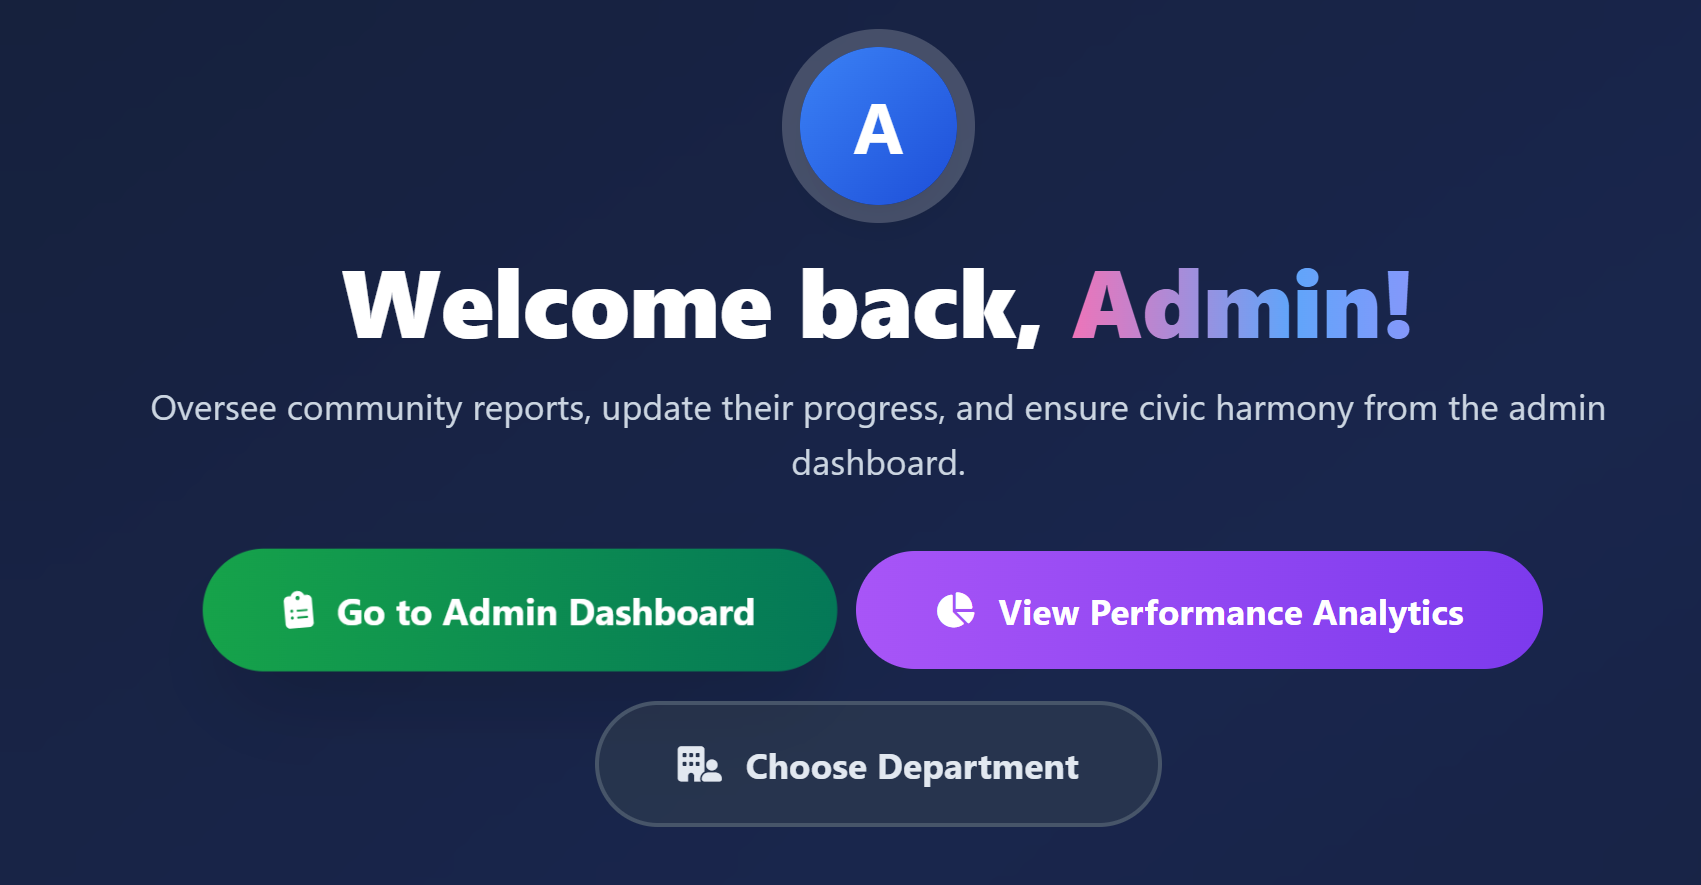 A
Welcome back, Admin!
Oversee community reports, update their progress, and ensure civic harmony from the admin
dashboard.
Go to Admin Dashboard
View Performance Analytics
Choose Department